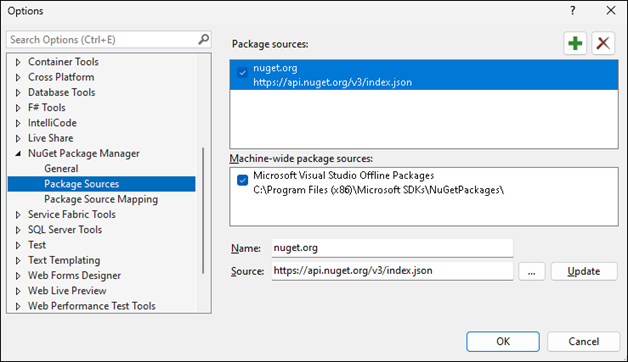 Options
Search Options (Ctrl+E)
Container Tools
Cross Platform
Database Tools
F# Tools
IntelliCode
Live Share
NuGet Package Manager
General
Package Sources
Package Source Mapping
Service Fabric Tools
SQL Server Tools
Test
Text Templating
Web Forms Designer
Web Live Preview
Web Performance Test Tools
Package sources:
nuget.org
https://api.nuget.org/v3/index.json
Machine-wide package sources:
Microsoft Visual Studio Offline Packages
C:\Program Files (x86)\Microsoft SDKs\NuGetPackages\
Name: nuget.org
Source: https://api.nuget.org/v3/index.json ... Update
OK Cancel